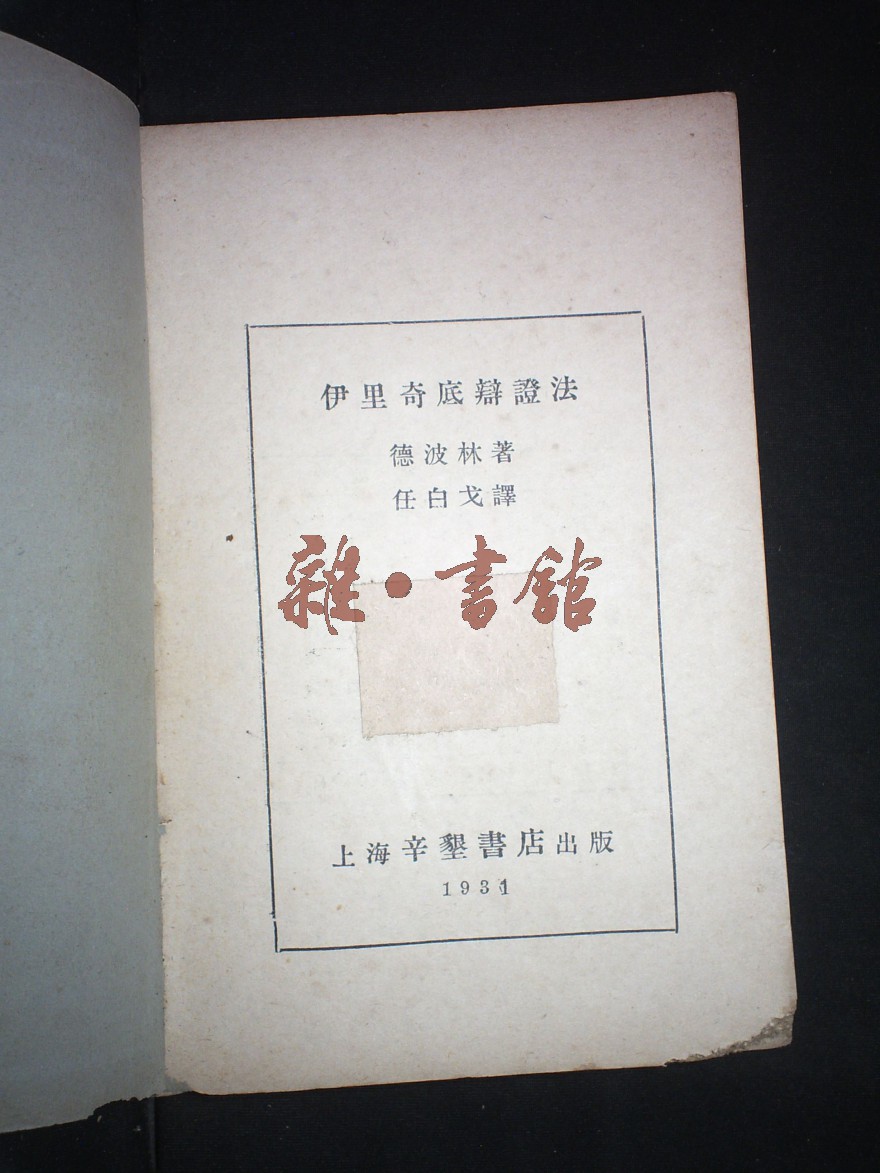 伊里奇底辯證法
德波林著
任白戈譯
雜·書館
上海辛墾書店出版
1931